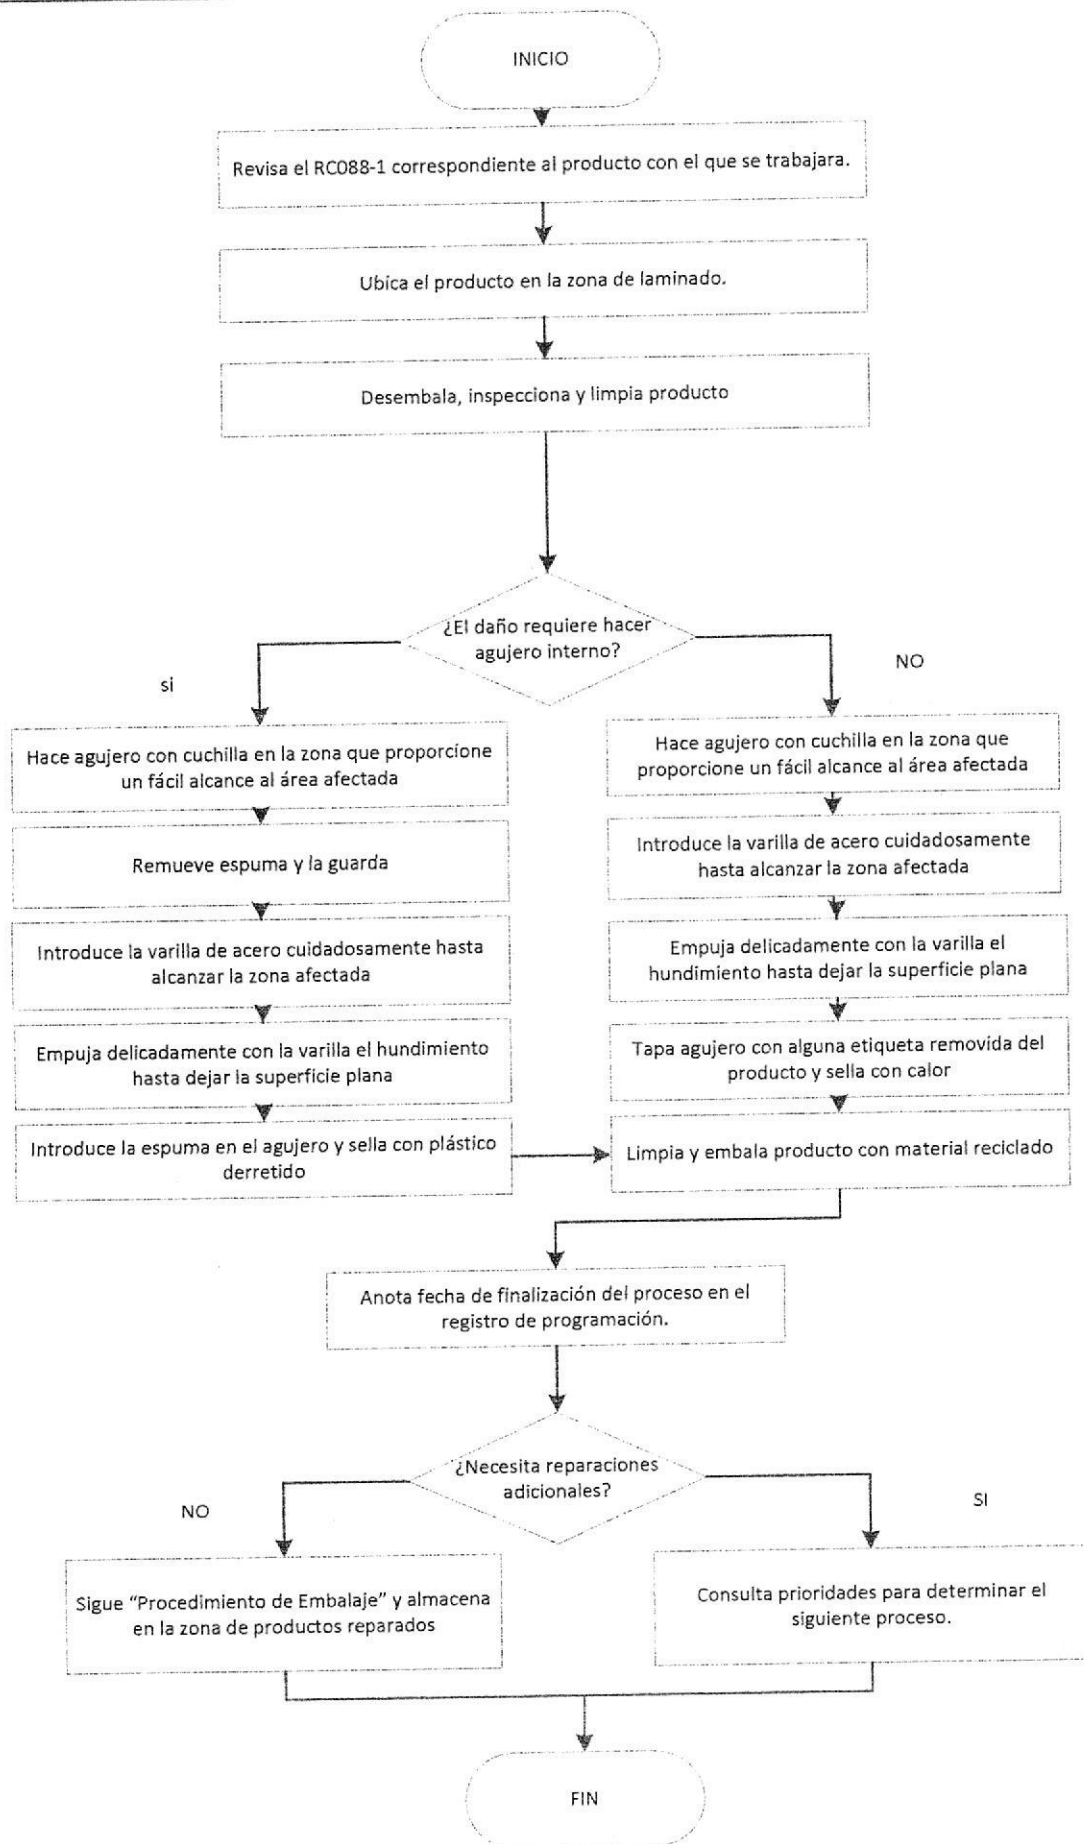 INICIO
Revisa el RC088-1 correspondiente al producto con el que se trabajara.
Ubica el producto en la zona de laminado.
Desembala, inspecciona y limpia producto
¿El daño requiere hacer
agujero interno?
si
NO
Hace agujero con cuchilla en la zona que proporcione
un fácil alcance al área afectada
Remueve espuma y la guarda
Introduce la varilla de acero cuidadosamente hasta
alcanzar la zona afectada
Empuja delicadamente con la varilla el hundimiento
hasta dejar la superficie plana
Introduce la espuma en el agujero y sella con plástico
derretido
Hace agujero con cuchilla en la zona que
proporcione un fácil alcance al área afectada
Introduce la varilla de acero cuidadosamente
hasta alcanzar la zona afectada
Empuja delicadamente con la varilla el
hundimiento hasta dejar la superficie plana
Tapa agujero con alguna etiqueta removida del
producto y sella con calor
Limpia y embala producto con material reciclado
Anota fecha de finalización del proceso en el
registro de programación.
¿Necesita reparaciones
adicionales?
NO
SI
Sigue “Procedimiento de Embalaje” y almacena
en la zona de productos reparados
Consulta prioridades para determinar el
siguiente proceso.
FIN